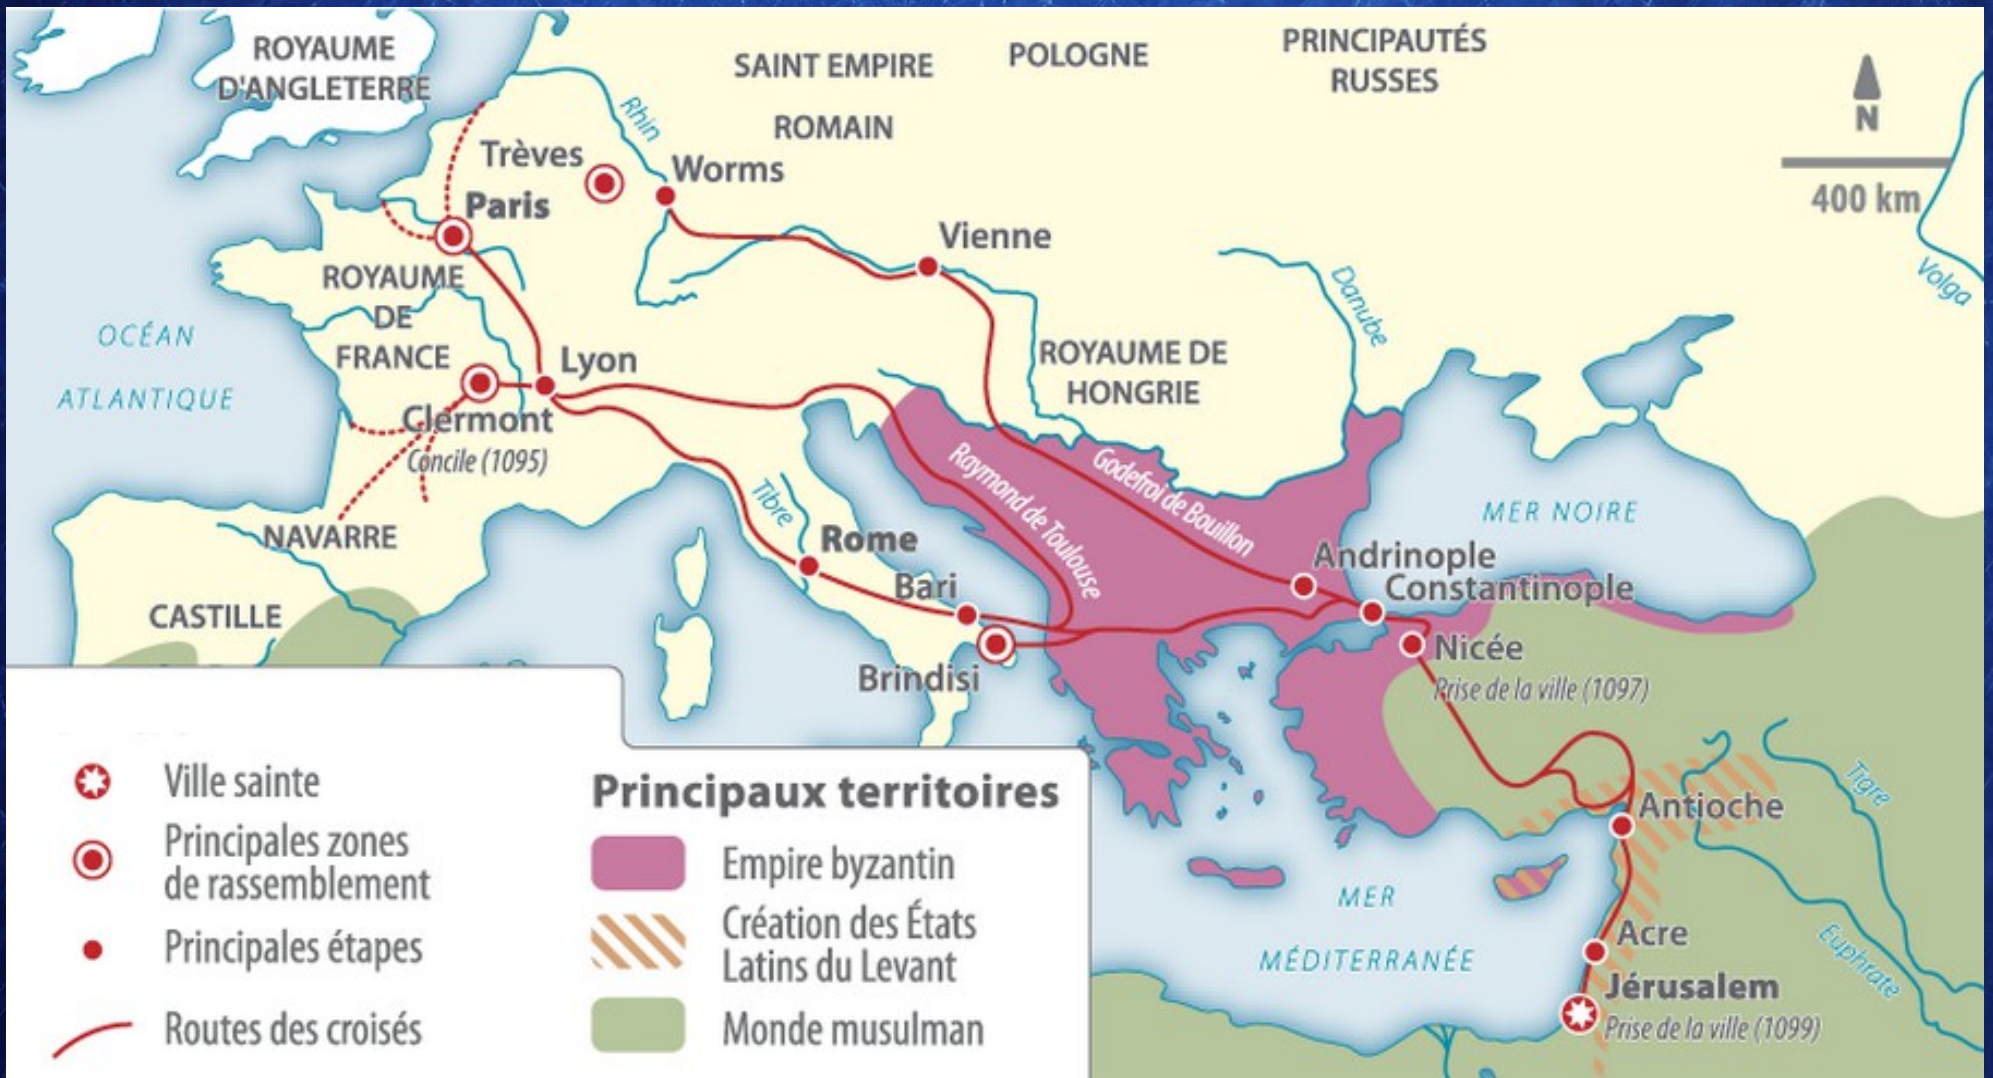 ROYAUME
D'ANGLETERRE
SAINT EMPIRE
ROMAIN
POLOGNE
PRINCIPAUTÉS
RUSSES
N
400 km
Rhin
Trèves
Worms
Paris
Vienne
Danube
Volga
ROYAUME
DE
FRANCE
OCÉAN
ATLANTIQUE
Lyon
Clermont
Concile (1095)
ROYAUME DE
HONGRIE
Raymond de Toulouse
Godefroi de Bouillon
Tibre
MER NOIRE
NAVARRE
Rome
Andrinople
Constantinople
Bari
CASTILLE
Brindisi
Nicée
Prise de la ville (1097)
Tigre
Antioche
Euphrate
MER
MÉDITERRANÉE
Acre
Jérusalem
Prise de la ville (1099)
Ville sainte
Principales zones
de rassemblement
Principales étapes
Routes des croisés
Principaux territoires
Empire byzantin
Création des États
Latins du Levant
Monde musulman